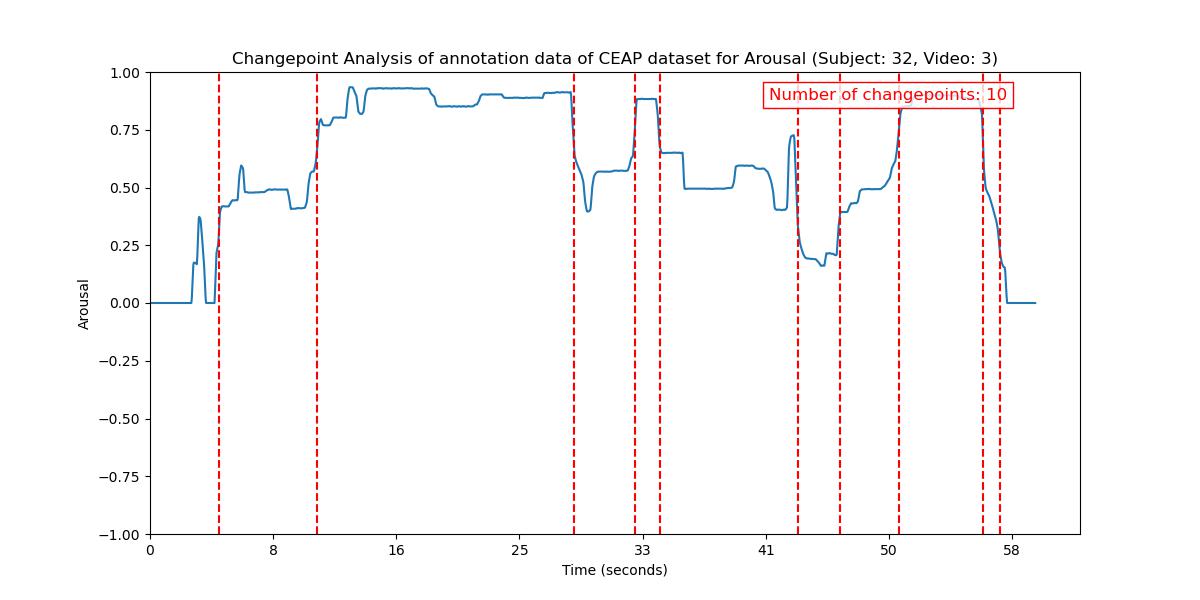 Changepoint Analysis of annotation data of CEAP dataset for Arousal (Subject: 32, Video: 3)
Number of changepoints: 10
Arousal
1.00
0.75
0.50
0.25
0.00
−0.25
−0.50
−0.75
−1.00
0 8 16 25 33 41 50 58
Time (seconds)